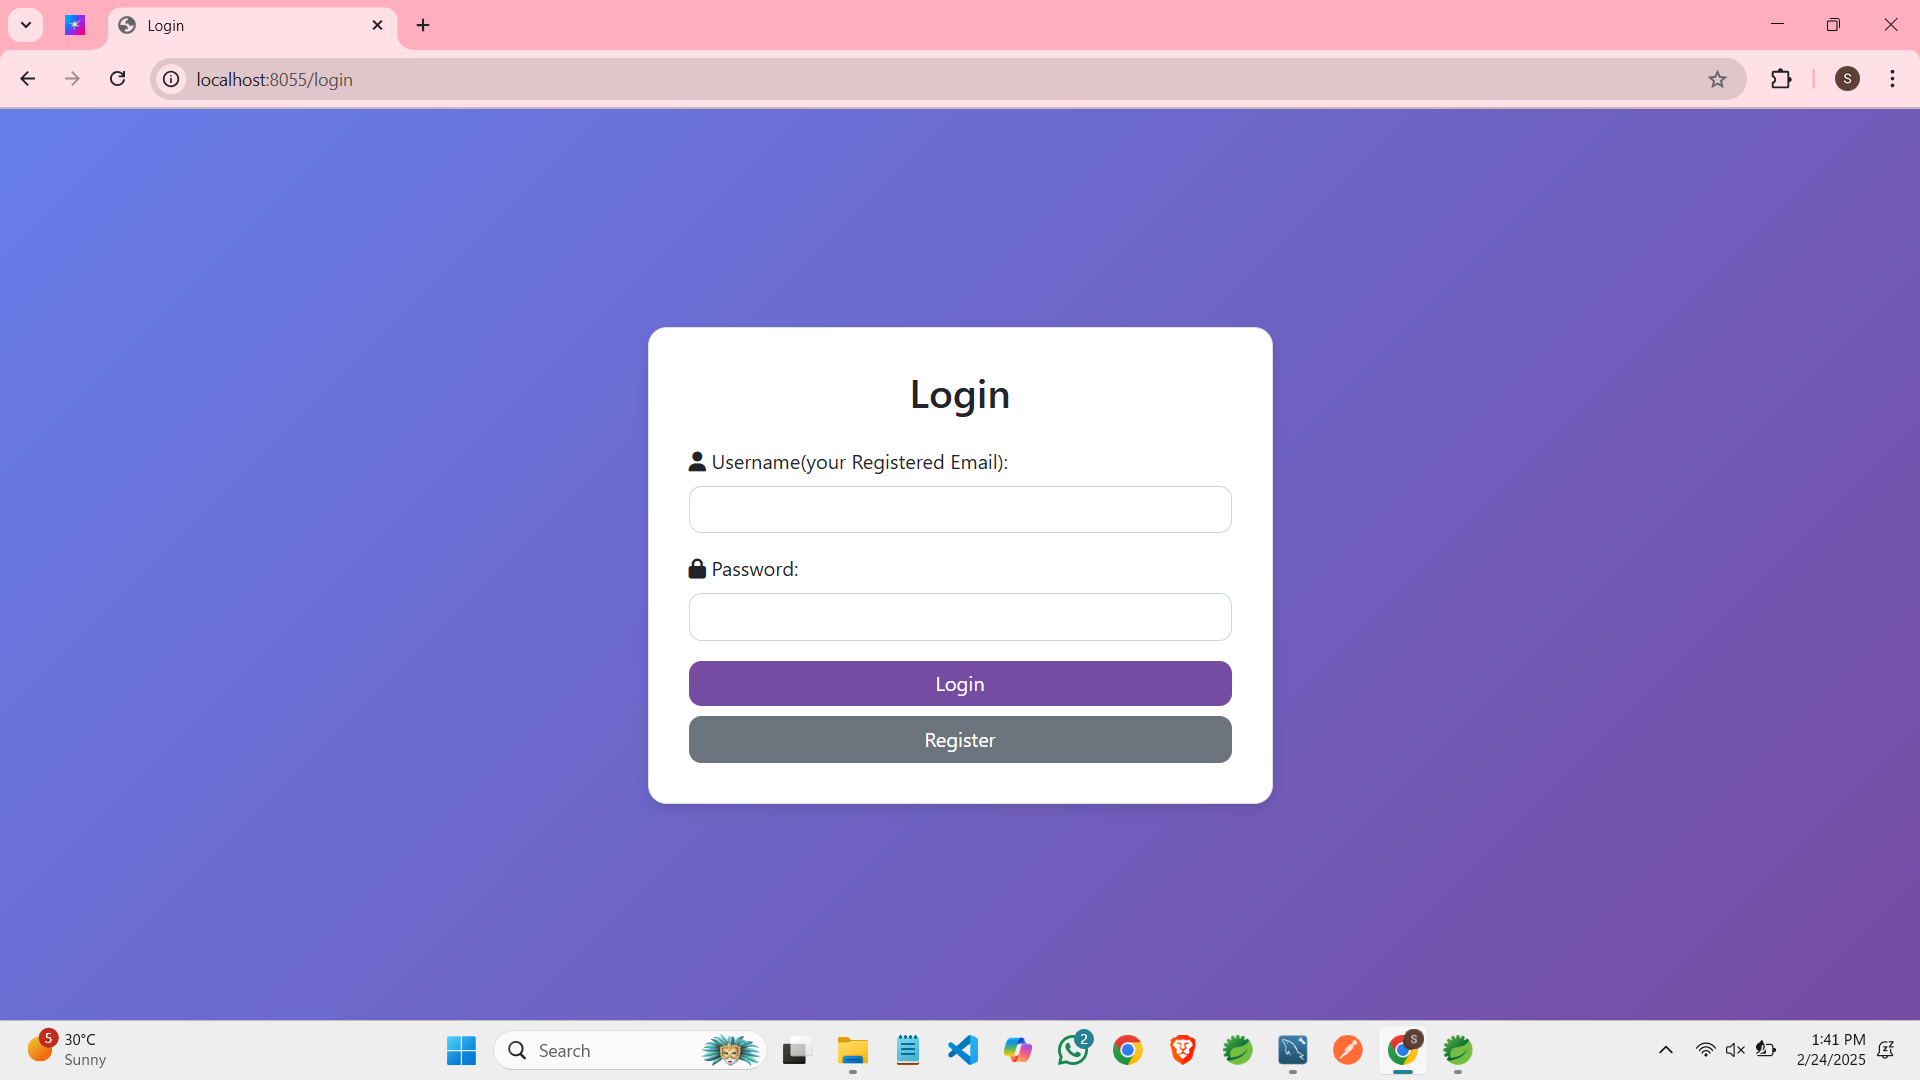 Login
localhost:8055/login
S
Login
Username(your Registered Email):
Password:
Login
Register
5
30°C
Sunny
Search
2
S
1:41 PM
2/24/2025